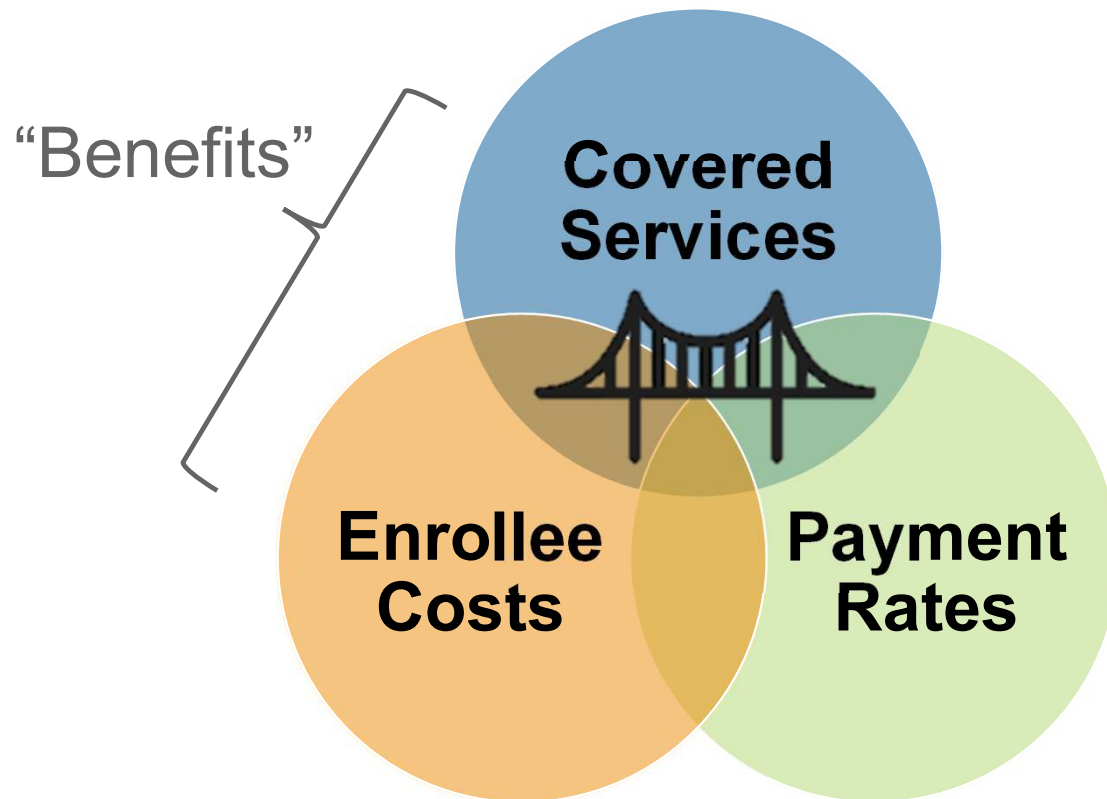 “Benefits”
Covered
Services
Enrollee
Costs
Payment
Rates